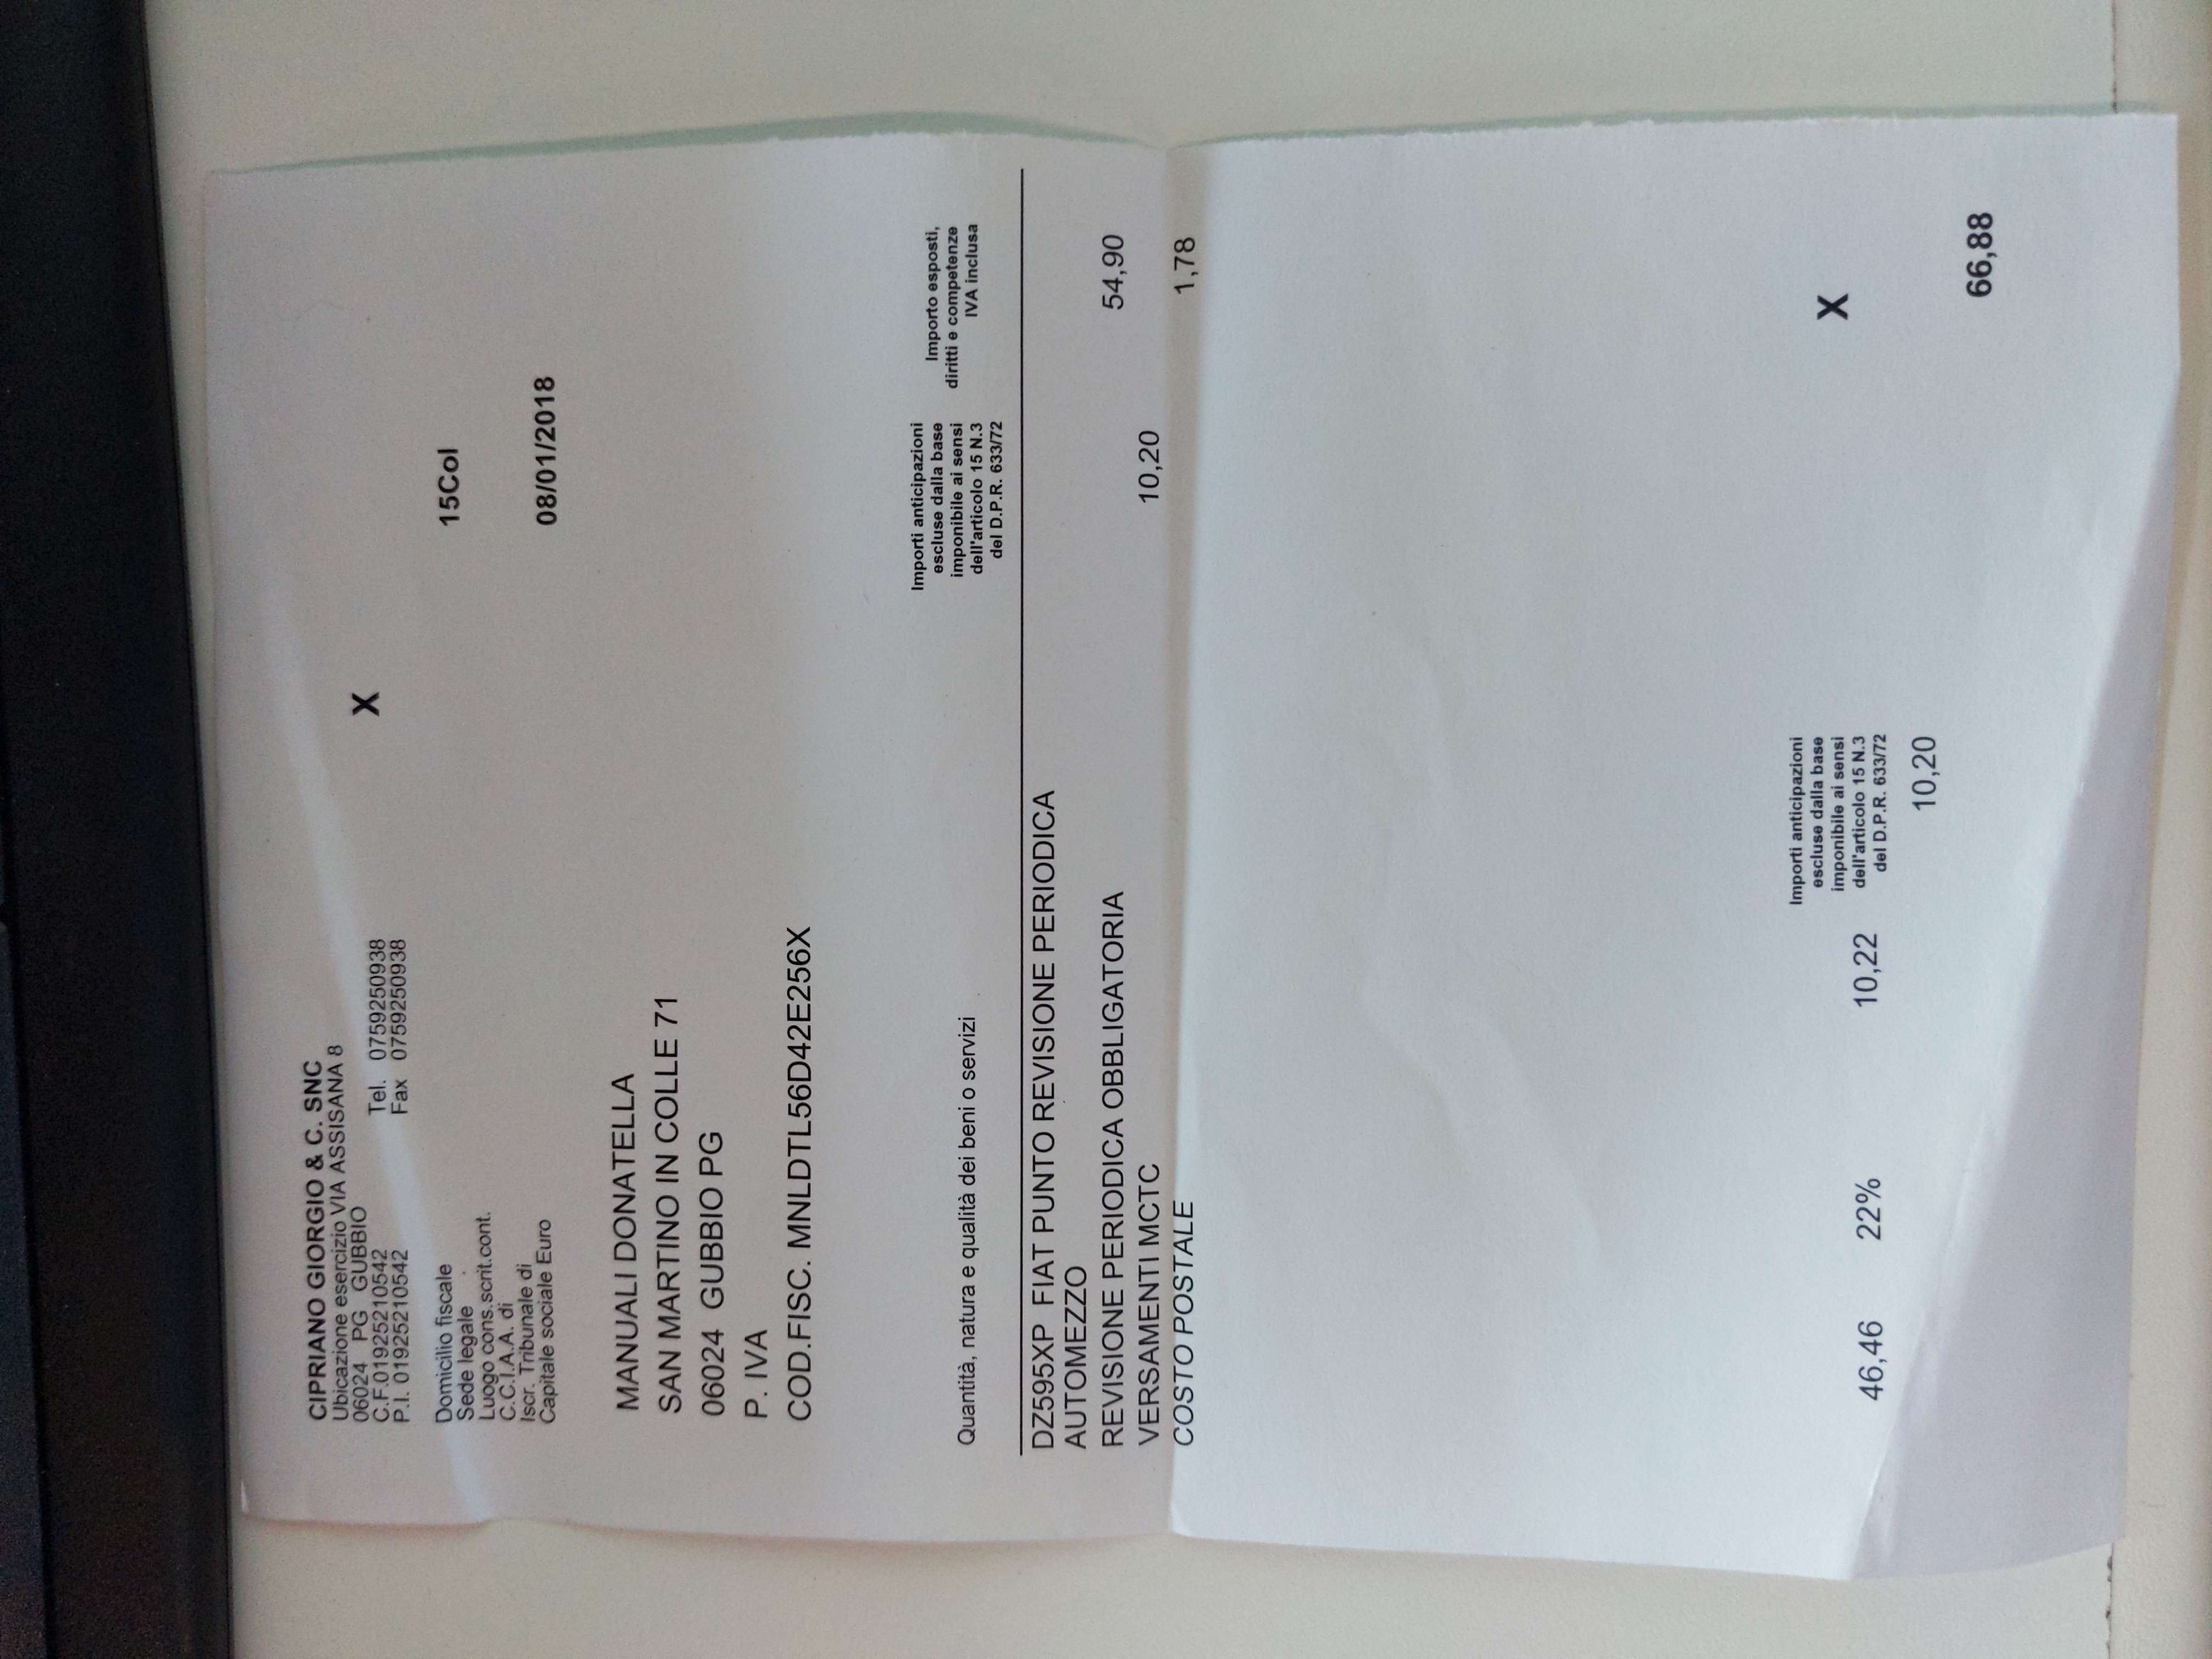 CIPRIANO GIORGIO & C. SNC
Ubicazione esercizio VIA ASSISANA 8
06024 PG GUBBIO
C.F.01925210542 Tel. 0759250938
P.I. 01925210542 Fax 0759250938
X
Domicilio fiscale
Sede legale
Luogo cons.scrit.cont.
C.C.I.A.A. di
Iscr. Tribunale di
Capitale sociale Euro
15Col
08/01/2018
MANUALI DONATELLA
SAN MARTINO IN COLLE 71
06024 GUBBIO PG
P. IVA
COD.FISC. MNLDTL56D42E256X
Quantità, natura e qualità dei beni o servizi
Importi anticipazioni
escluse dalla base
imponibile ai sensi
dell'articolo 15 N.3
del D.P.R. 633/72
Importo esposti,
diritti e competenze
IVA inclusa
DZ595XP FIAT PUNTO REVISIONE PERIODICA
AUTOMEZZO
REVISIONE PERIODICA OBBLIGATORIA 54,90
VERSAMENTI MCTC 10,20
COSTO POSTALE 1,78
46,46 22% 10,22
Importi anticipazioni
escluse dalla base
imponibile ai sensi
dell'articolo 15 N.3
del D.P.R. 633/72
10,20
X
66,88